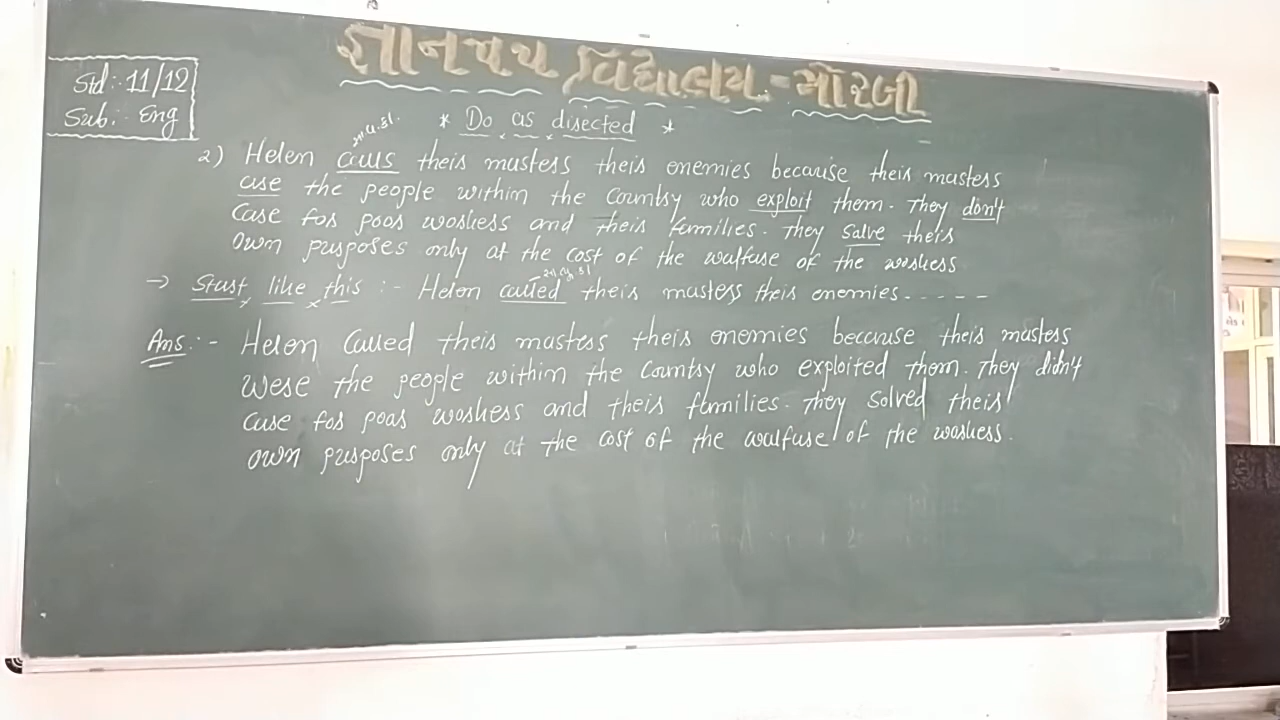 જ્ઞાનપથ વિદ્યાલય - મોરબી
Std :- 11/12
Sub :- Eng
* Do as directed *
સા.વ.કા.
2) Helen calls their masters their enemies because their masters
are the people within the country who exploit them. They don't
care for poor workers and their families. They solve their
own purposes only at the cost of the walfare of the workers
સા.ભૂ.કા
→ Start like this :- Helen called their masters their enemies - - - - -
Ans :- Helen called their masters their enemies because their masters
were the people within the country who exploited them. They didn't
care for poor workers and their families. They solved their
own purposes only at the cost of the walfare of the workers.